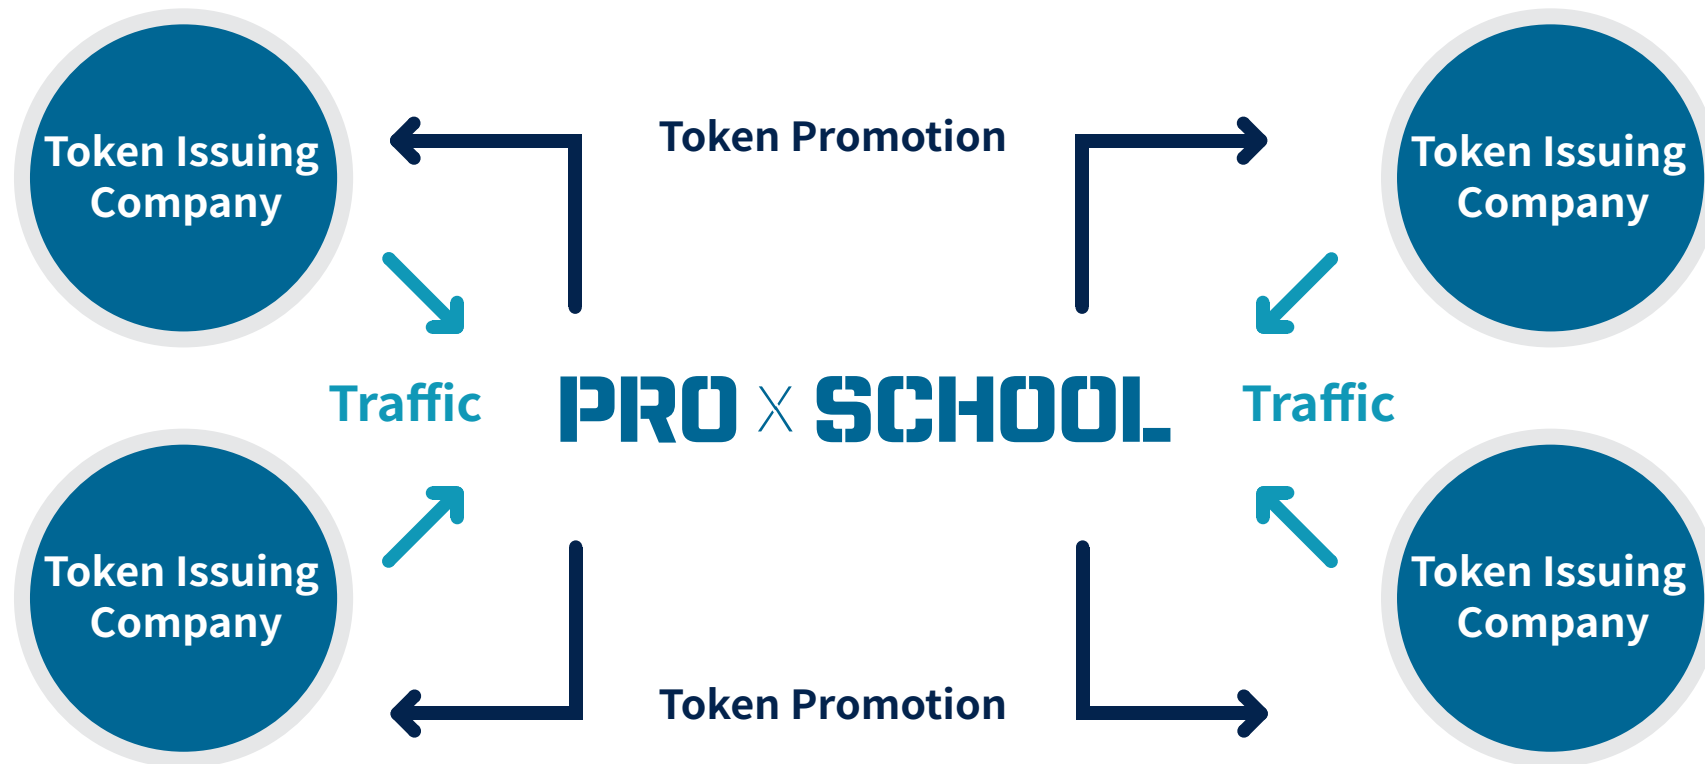 Token Issuing
Company
Token Promotion
Token Issuing
Company
Traffic
PRO X SCHOOL
Traffic
Token Issuing
Company
Token Promotion
Token Issuing
Company